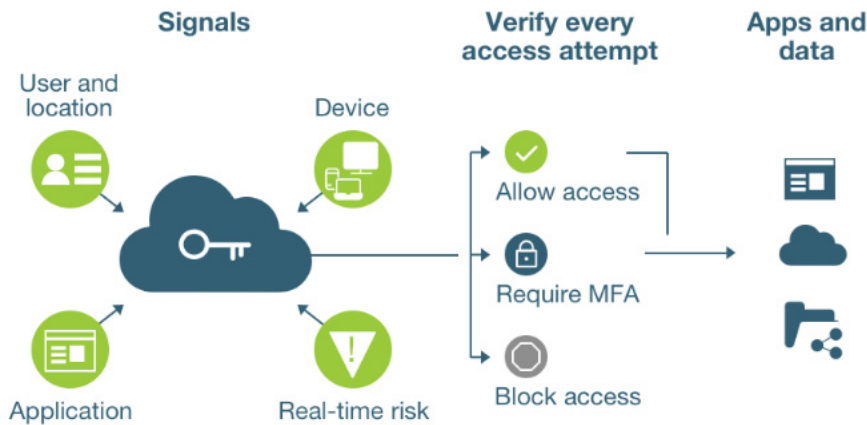 Signals
Verify every
access attempt
Apps and
data
User and
location
Device
Allow access
Require MFA
Application
Real-time risk
Block access